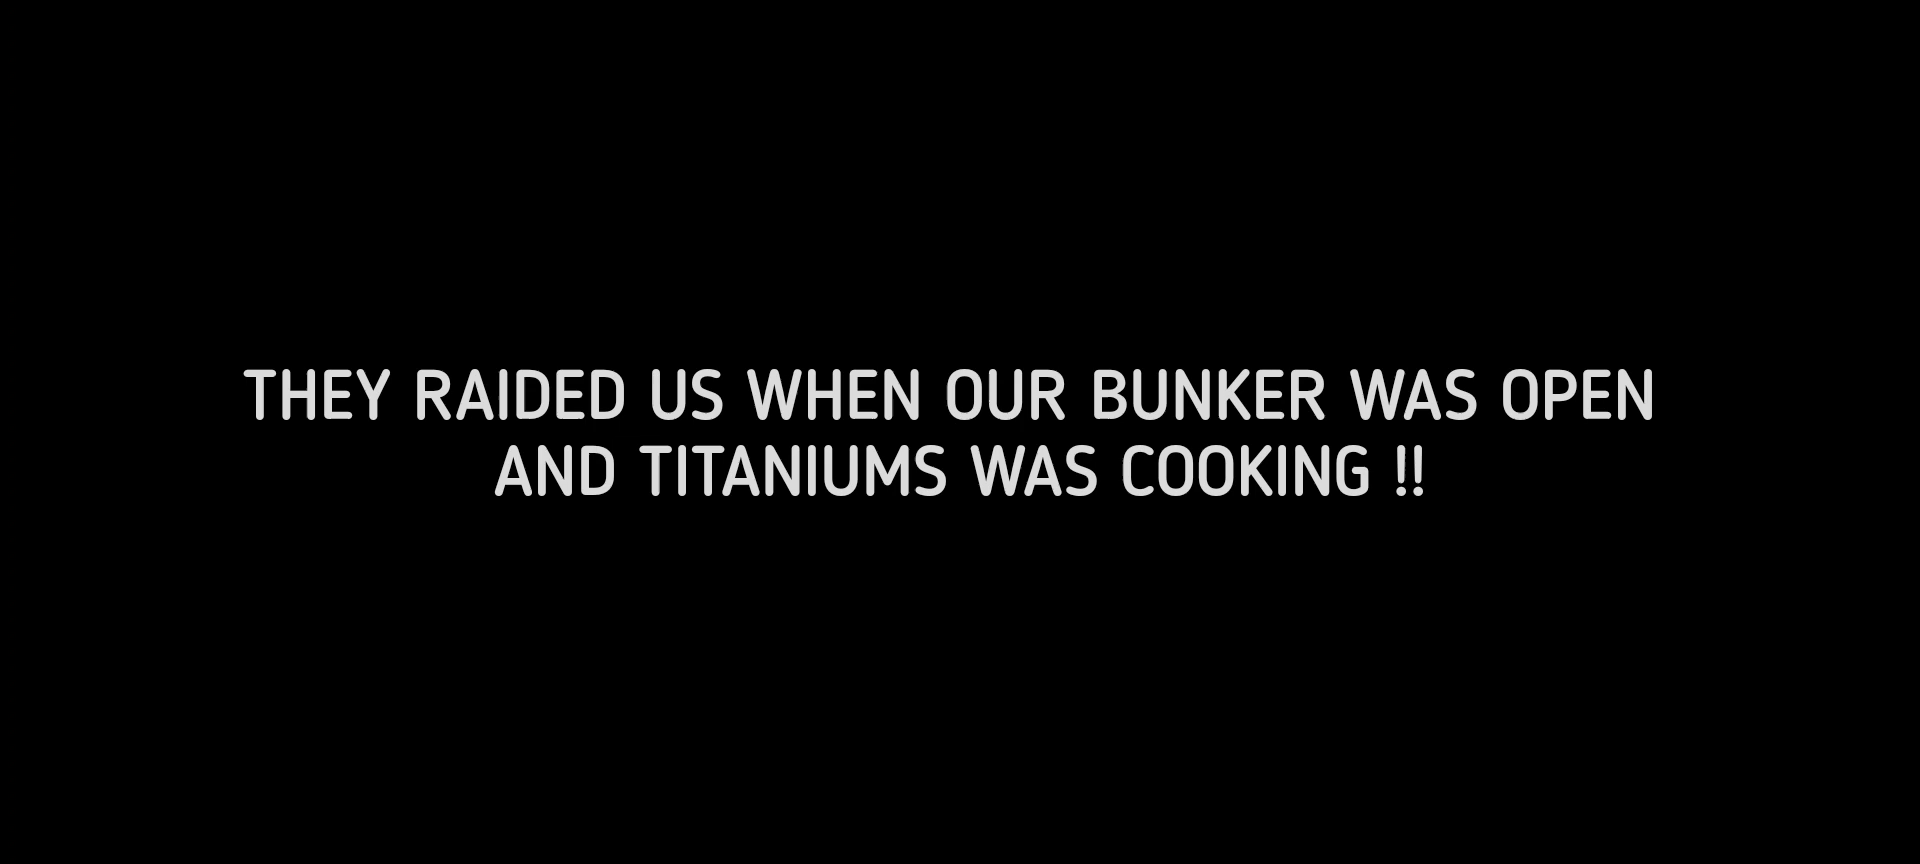 THEY RAIDED US WHEN OUR BUNKER WAS OPEN
AND TITANIUMS WAS COOKING !!